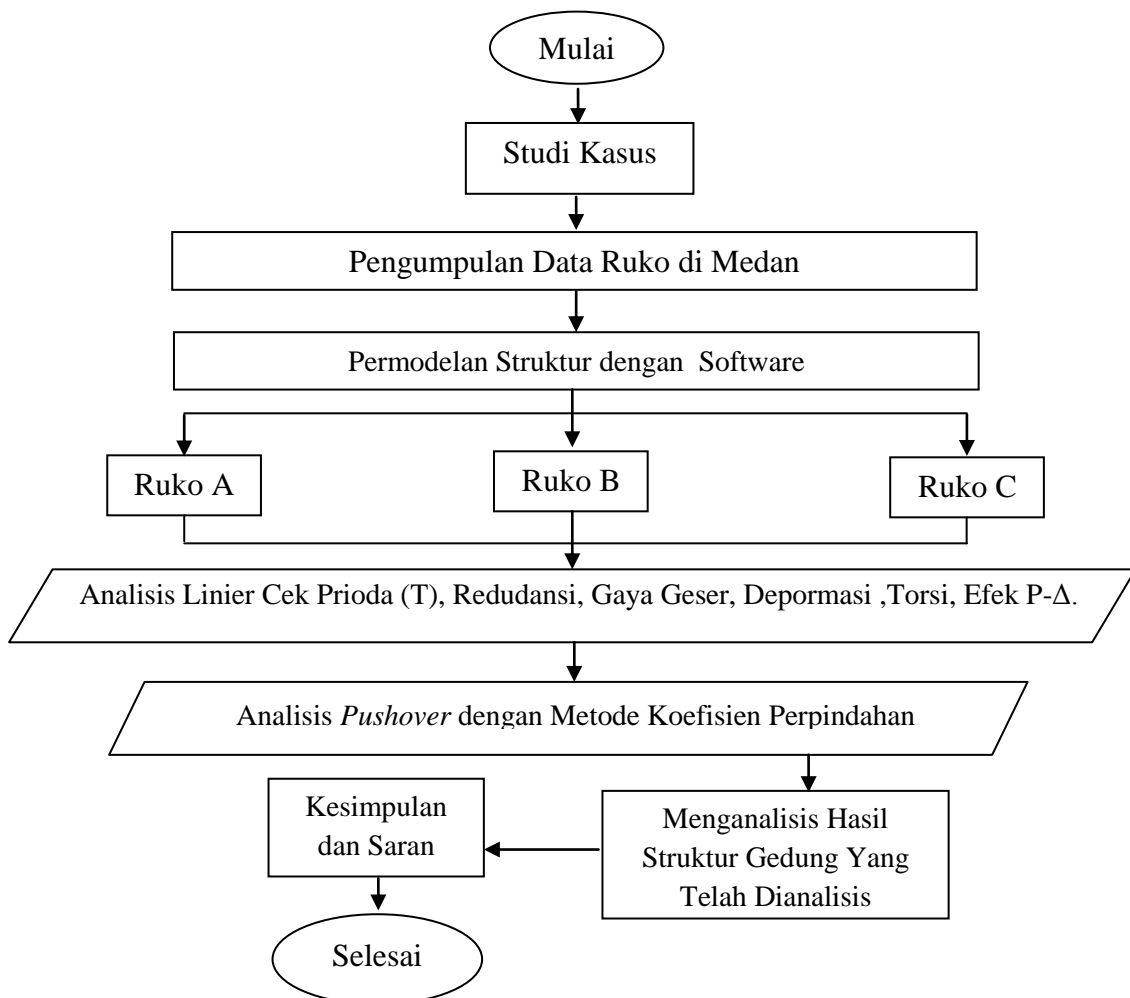 Mulai
Studi Kasus
Pengumpulan Data Ruko di Medan
Permodelan Struktur dengan Software
Ruko A
Ruko B
Ruko C
Analisis Linier Cek Prioda (T), Redudansi, Gaya Geser, Depormasi ,Torsi, Efek P-Δ.
Analisis Pushover dengan Metode Koefisien Perpindahan
Menganalisis Hasil
Struktur Gedung Yang
Telah Dianalisis
Kesimpulan
dan Saran
Selesai